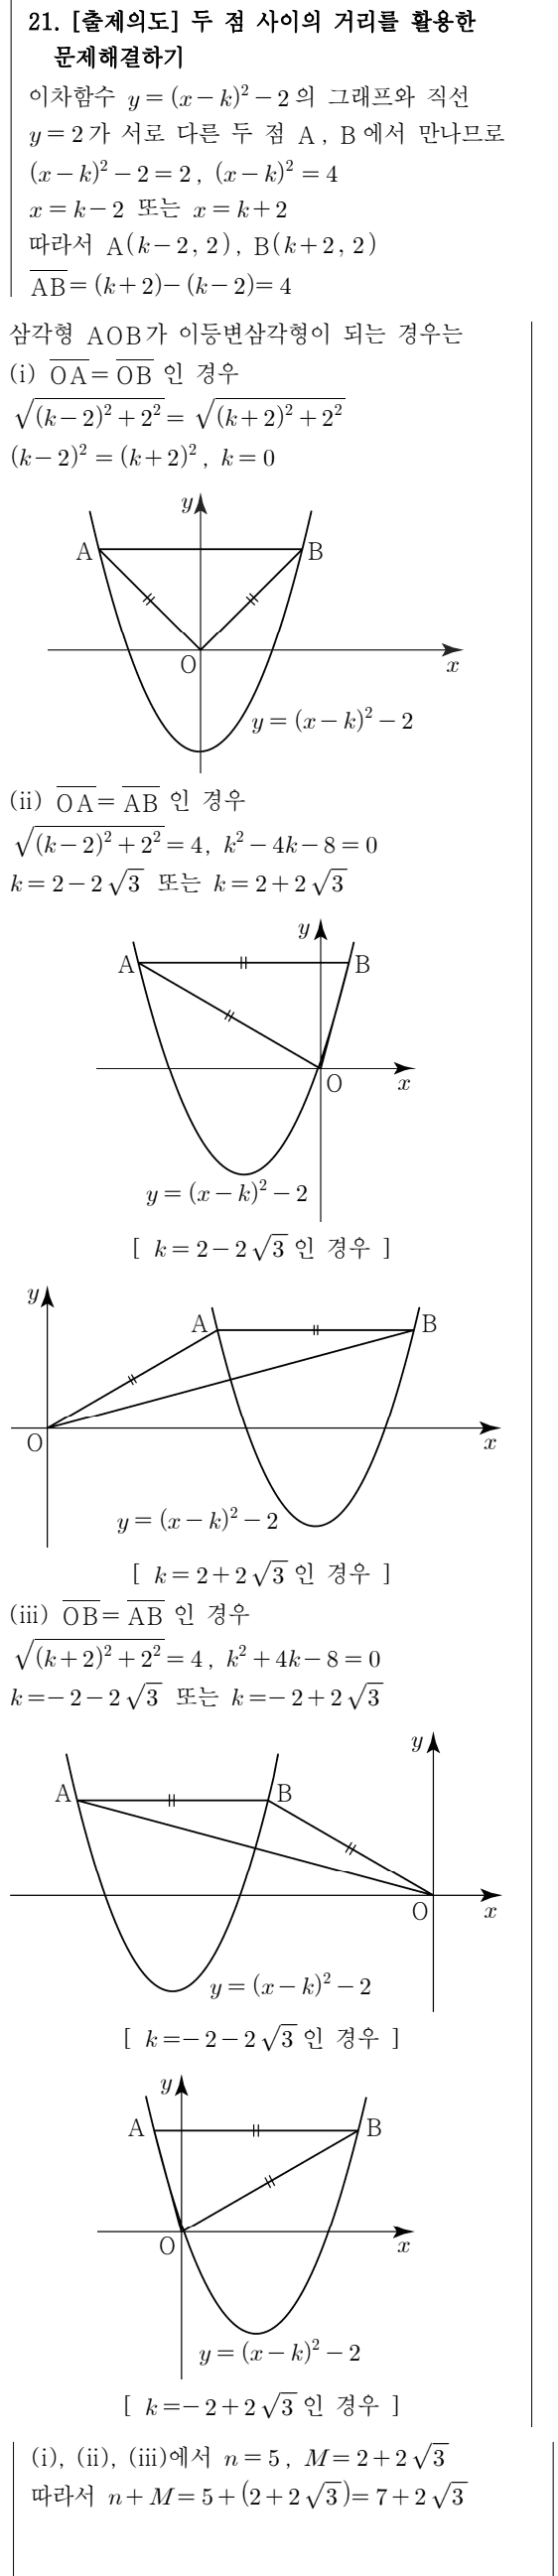 21. [출제의도] 두 점 사이의 거리를 활용한
문제해결하기
이차함수 y=(x-k)²-2의 그래프와 직선
y=2가 서로 다른 두 점 A, B에서 만나므로
(x-k)²-2=2, (x-k)²=4
x=k-2 또는 x=k+2
따라서 A(k-2, 2), B(k+2, 2)
A̅B̅=(k+2)-(k-2)=4
삼각형 AOB가 이등변삼각형이 되는 경우는
(i) O̅A̅=O̅B̅ 인 경우
√((k-2)²+2²)=√((k+2)²+2²)
(k-2)²=(k+2)², k=0
y
A
B
O
x
y=(x-k)²-2
(ii) O̅A̅=A̅B̅ 인 경우
√((k-2)²+2²)=4, k²-4k-8=0
k=2-2√3 또는 k=2+2√3
y
A
B
O
x
y=(x-k)²-2
[ k=2-2√3 인 경우 ]
y
A
B
O
x
y=(x-k)²-2
[ k=2+2√3 인 경우 ]
(iii) O̅B̅=A̅B̅ 인 경우
√((k+2)²+2²)=4, k²+4k-8=0
k=-2-2√3 또는 k=-2+2√3
y
A
B
O
x
y=(x-k)²-2
[ k=-2-2√3 인 경우 ]
y
A
B
O
x
y=(x-k)²-2
[ k=-2+2√3 인 경우 ]
(i), (ii), (iii)에서 n=5, M=2+2√3
따라서 n+M=5+(2+2√3)=7+2√3